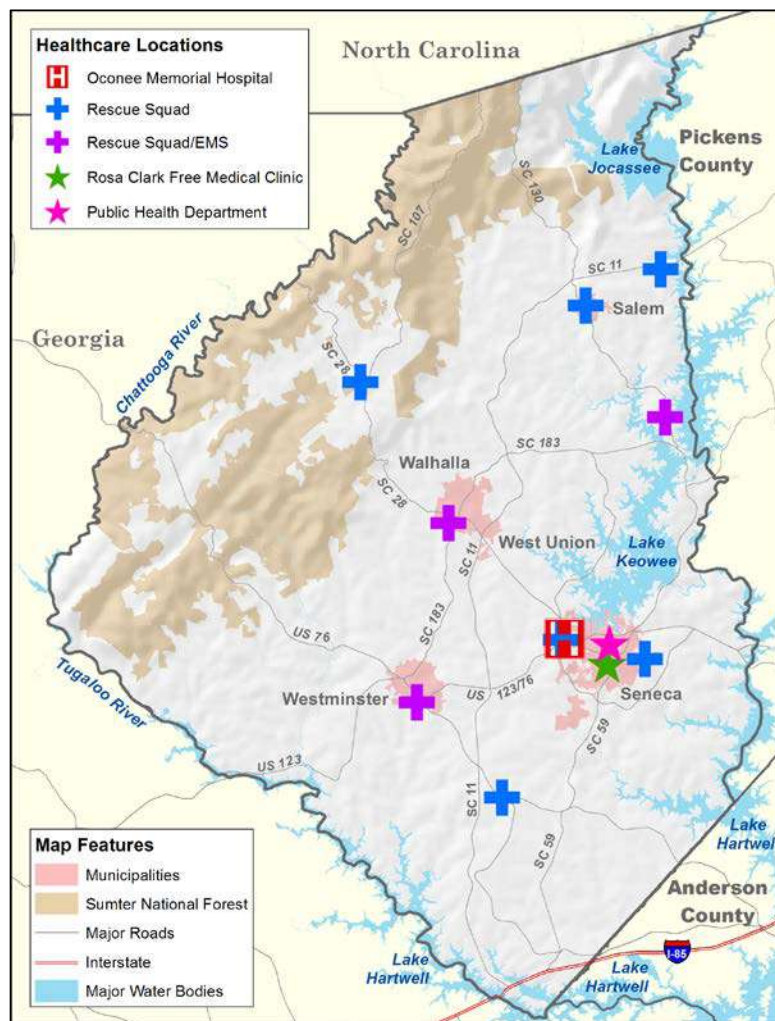 Healthcare Locations
Oconee Memorial Hospital
Rescue Squad
Rescue Squad/EMS
Rosa Clark Free Medical Clinic
Public Health Department
North Carolina
Lake
Jocassee
Pickens
County
SC 107
SC 130
SC 11
Salem
Georgia
Chattooga River
SC 28
SC 183
Walhalla
SC 28
West Union
SC 11
Lake
Keowee
SC 183
US 76
H
Westminster
US 123/76
Seneca
Tugaloo River
SC 59
US 123
SC 11
SC 59
Lake
Hartwell
Map Features
Municipalities
Sumter National Forest
Major Roads
Interstate
Major Water Bodies
Anderson
County
I-85
Lake
Hartwell
Lake
Hartwell